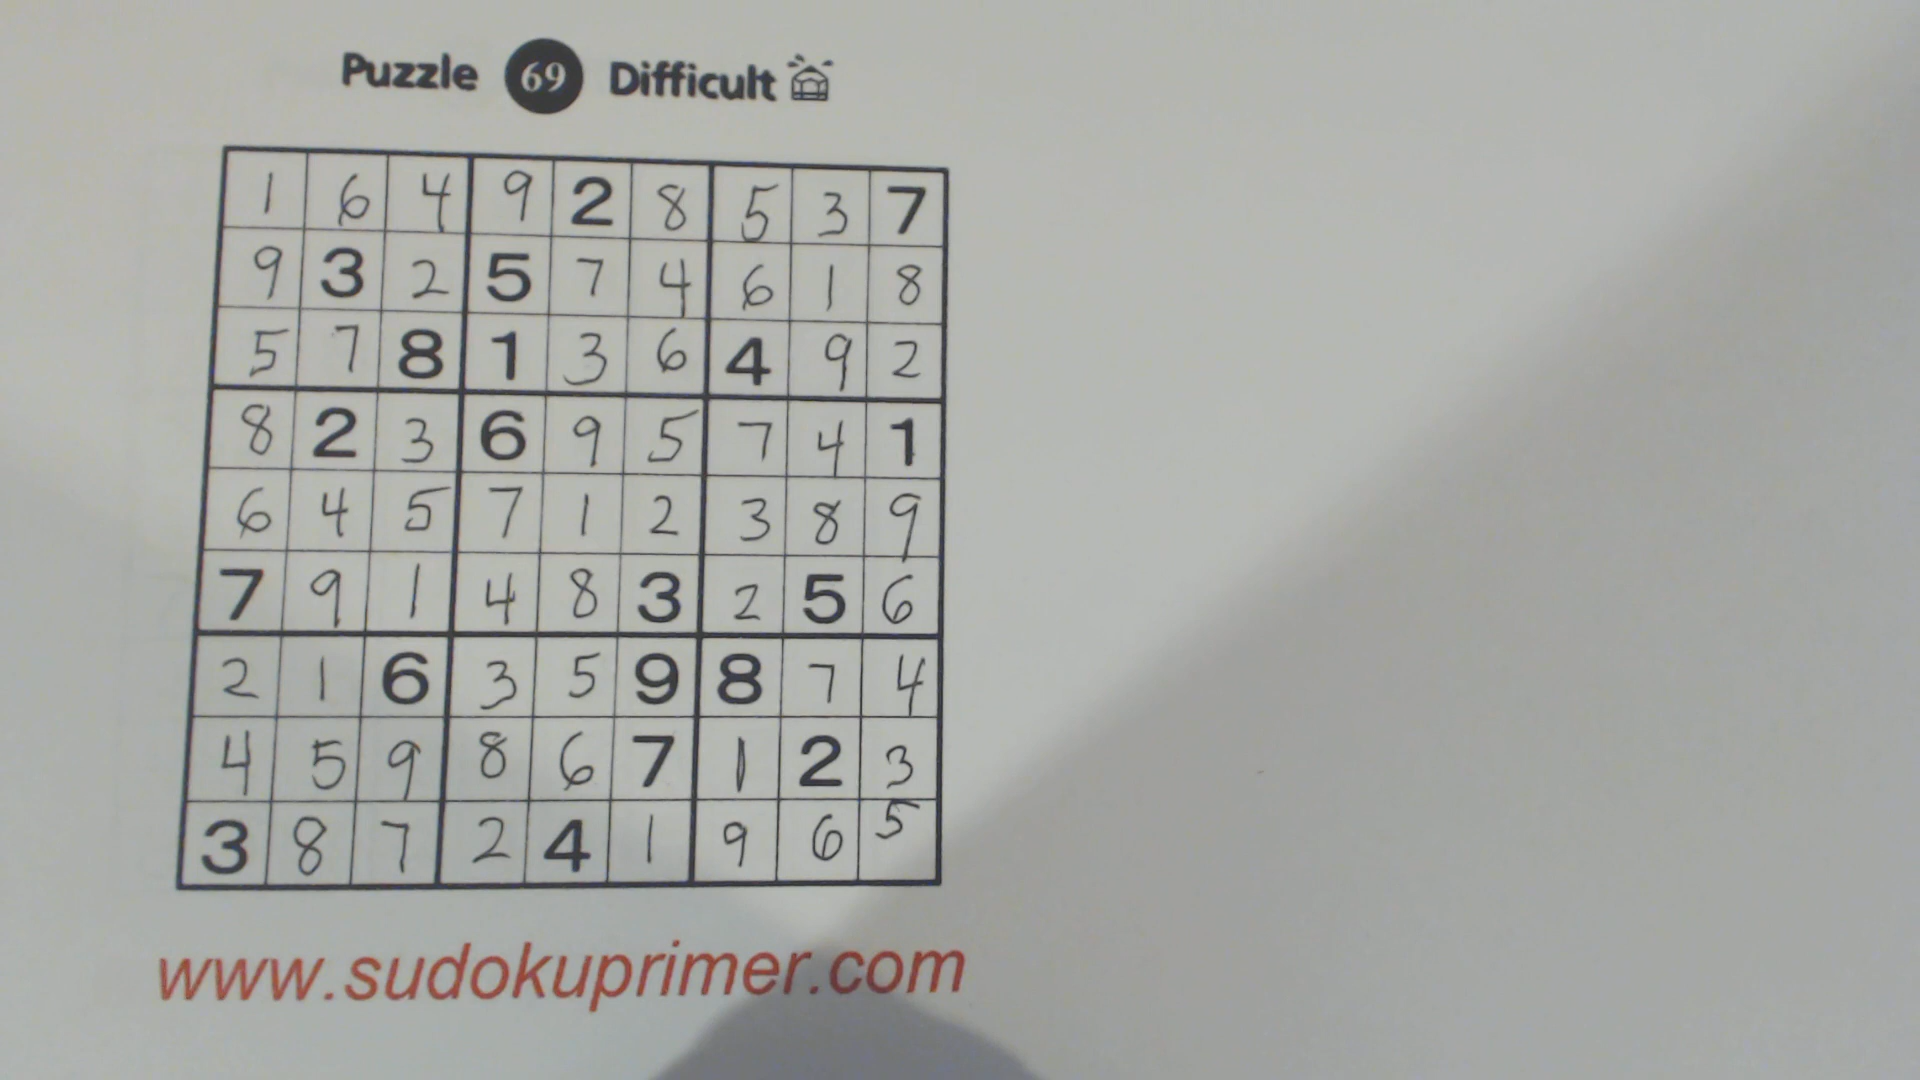 Puzzle 69 Difficult
1 6 4 9 2 8 5 3 7
9 3 2 5 7 4 6 1 8
5 7 8 1 3 6 4 9 2
8 2 3 6 9 5 7 4 1
6 4 5 7 1 2 3 8 9
7 9 1 4 8 3 2 5 6
2 1 6 3 5 9 8 7 4
4 5 9 8 6 7 1 2 3
3 8 7 2 4 1 9 6 5
www.sudokuprimer.com